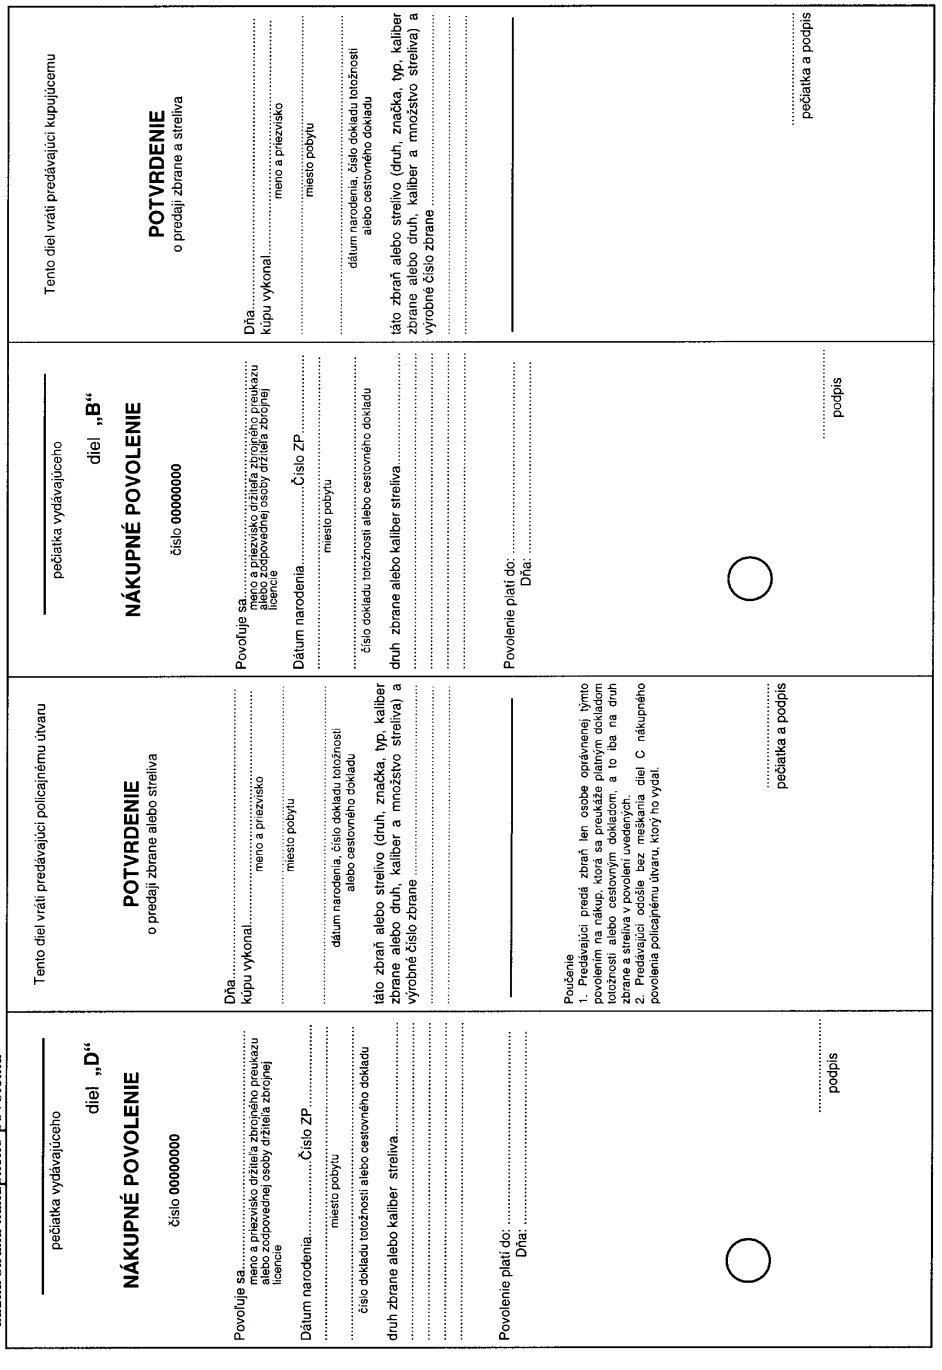 pečiatka vydávajúceho
diel „D“
NÁKUPNÉ POVOLENIE
číslo 00000000
Povoľuje sa
meno a priezvisko držiteľa zbrojného preukazu
alebo zodpovednej osoby držiteľa zbrojnej
licencie
Dátum narodenia............Číslo ZP
miesto pobytu
číslo dokladu totožnosti alebo cestovného dokladu
druh zbrane alebo kaliber streliva
Povolenie platí do:
Dňa:
podpis
Tento diel vráti predávajúci policajnému útvaru
POTVRDENIE
o predaji zbrane alebo streliva
Dňa
kúpu vykonal
meno a priezvisko
miesto pobytu
dátum narodenia, číslo dokladu totožnosti
alebo cestovného dokladu
táto zbraň alebo strelivo (druh, značka, typ, kaliber
zbrane alebo druh, kaliber a množstvo streliva) a
výrobné číslo zbrane
Poučenie
1. Predávajúci predá zbraň len osobe oprávnenej týmto
povolením na nákup, ktorá sa preukáže platným dokladom
totožnosti alebo cestovným dokladom, a to iba na druh
zbrane a streliva v povolení uvedených.
2. Predávajúci odošle bez meškania diel C nákupného
povolenia policajnému útvaru, ktorý ho vydal.
pečiatka a podpis
pečiatka vydávajúceho
diel „B“
NÁKUPNÉ POVOLENIE
číslo 00000000
Povoľuje sa
meno a priezvisko držiteľa zbrojného preukazu
alebo zodpovednej osoby držiteľa zbrojnej
licencie
Dátum narodenia............Číslo ZP
miesto pobytu
číslo dokladu totožnosti alebo cestovného dokladu
druh zbrane alebo kaliber streliva
Povolenie platí do:
Dňa:
podpis
Tento diel vráti predávajúci kupujúcemu
POTVRDENIE
o predaji zbrane a streliva
Dňa
kúpu vykonal
meno a priezvisko
miesto pobytu
dátum narodenia, číslo dokladu totožnosti
alebo cestovného dokladu
táto zbraň alebo strelivo (druh, značka, typ, kaliber
zbrane alebo druh, kaliber a množstvo streliva) a
výrobné číslo zbrane
pečiatka a podpis